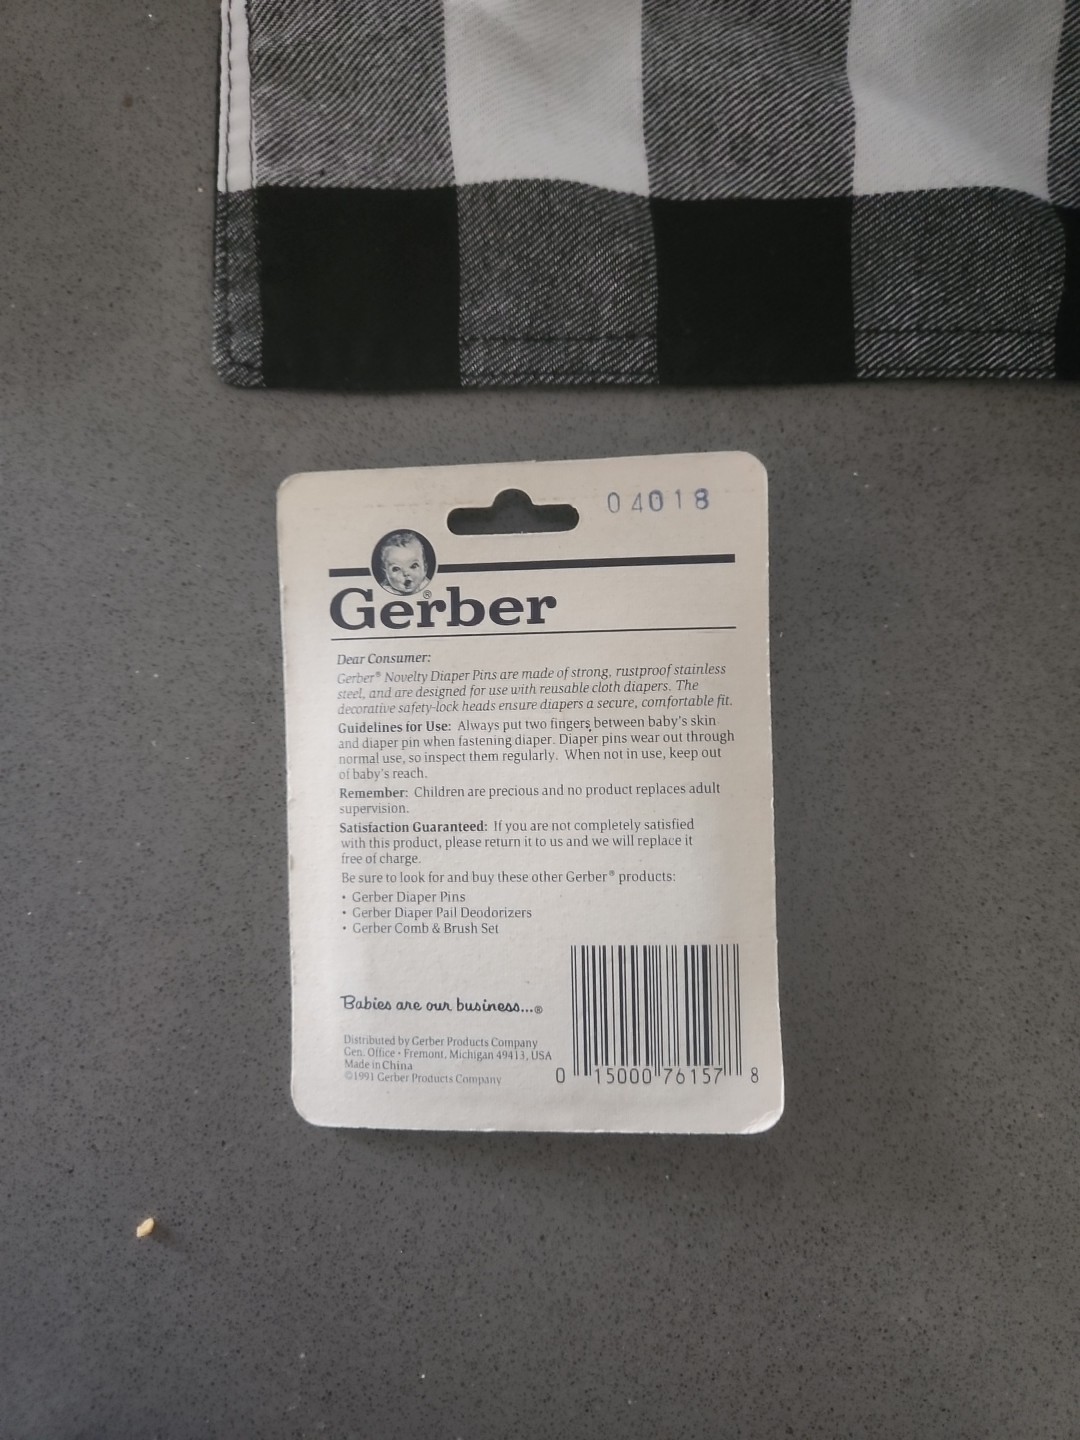 04018
Gerber®
Dear Consumer:
Gerber® Novelty Diaper Pins are made of strong, rustproof stainless
steel, and are designed for use with reusable cloth diapers. The
decorative safety-lock heads ensure diapers a secure, comfortable fit.
Guidelines for Use: Always put two fingers between baby's skin
and diaper pin when fastening diaper. Diaper pins wear out through
normal use, so inspect them regularly. When not in use, keep out
of baby's reach.
Remember: Children are precious and no product replaces adult
supervision.
Satisfaction Guaranteed: If you are not completely satisfied
with this product, please return it to us and we will replace it
free of charge.
Be sure to look for and buy these other Gerber® products:
• Gerber Diaper Pins
• Gerber Diaper Pail Deodorizers
• Gerber Comb & Brush Set
Babies are our business...®
Distributed by Gerber Products Company
Gen. Office • Fremont, Michigan 49413, USA
Made in China
©1991 Gerber Products Company
0 15000 76157 8